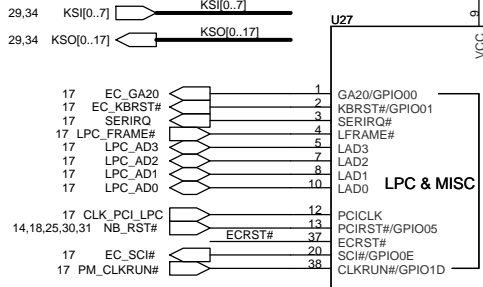 29,34 KSI[0..7] KSI[0..7]
29,34 KSO[0..17] KSO[0..17]
U27
9
VCC
17 EC_GA20 1 GA20/GPIO00
17 EC_KBRST# 2 KBRST#/GPIO01
17 SERIRQ 3 SERIRQ#
17 LPC_FRAME# 4 LFRAME#
17 LPC_AD3 5 LAD3
17 LPC_AD2 7 LAD2
17 LPC_AD1 8 LAD1
17 LPC_AD0 10 LAD0
LPC & MISC
17 CLK_PCI_LPC 12 PCICLK
14,18,25,30,31 NB_RST# 13 PCIRST#/GPIO05
ECRST# 37 ECRST#
17 EC_SCI# 20 SCI#/GPIO0E
17 PM_CLKRUN# 38 CLKRUN#/GPIO1D